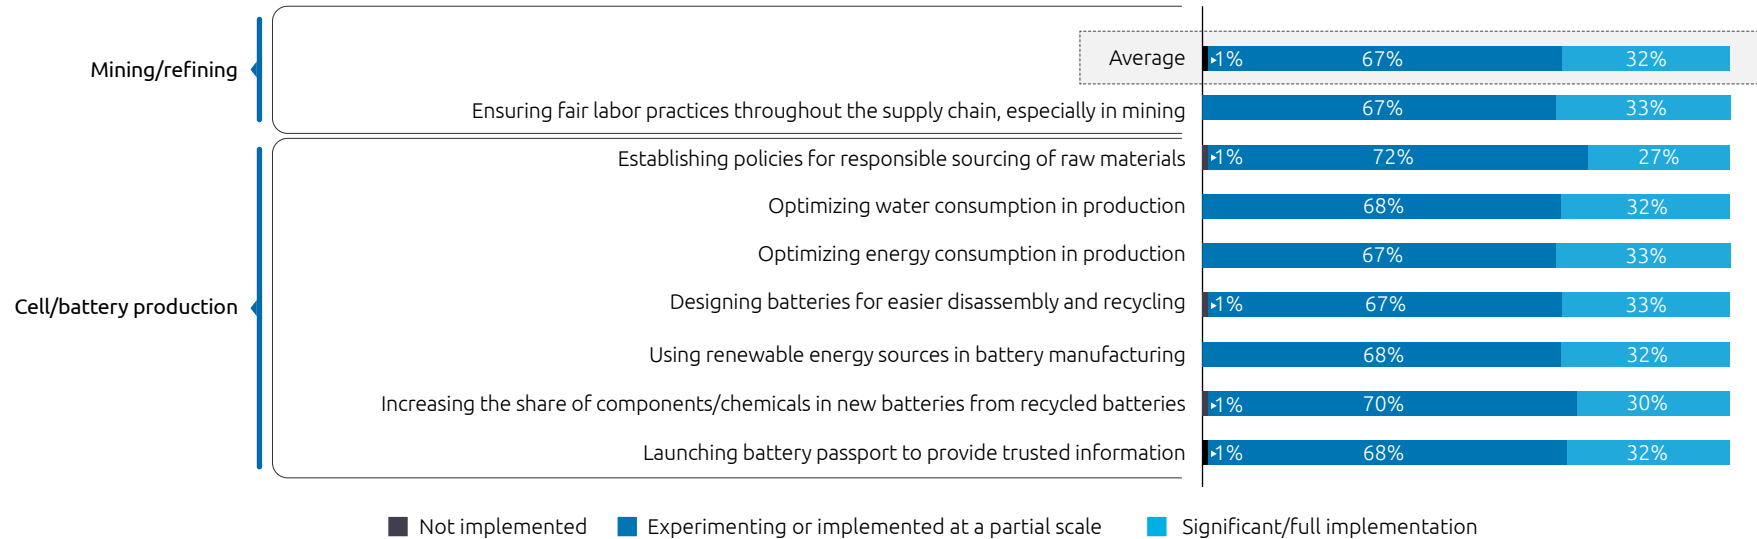 Mining/refining
Average 1% 67% 32%
Ensuring fair labor practices throughout the supply chain, especially in mining 67% 33%
Cell/battery production
Establishing policies for responsible sourcing of raw materials 1% 72% 27%
Optimizing water consumption in production 68% 32%
Optimizing energy consumption in production 67% 33%
Designing batteries for easier disassembly and recycling 1% 67% 33%
Using renewable energy sources in battery manufacturing 68% 32%
Increasing the share of components/chemicals in new batteries from recycled batteries 1% 70% 30%
Launching battery passport to provide trusted information 1% 68% 32%
Not implemented Experimenting or implemented at a partial scale Significant/full implementation